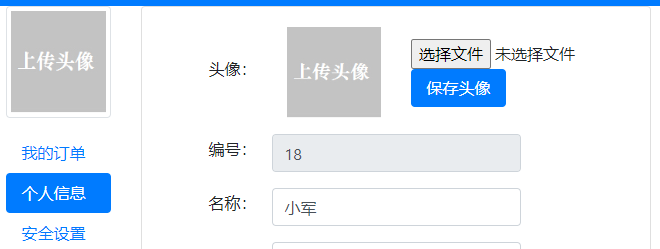 上传头像
我的订单
个人信息
安全设置
头像：
上传头像
选择文件 未选择文件
保存头像
编号：
18
名称：
小军